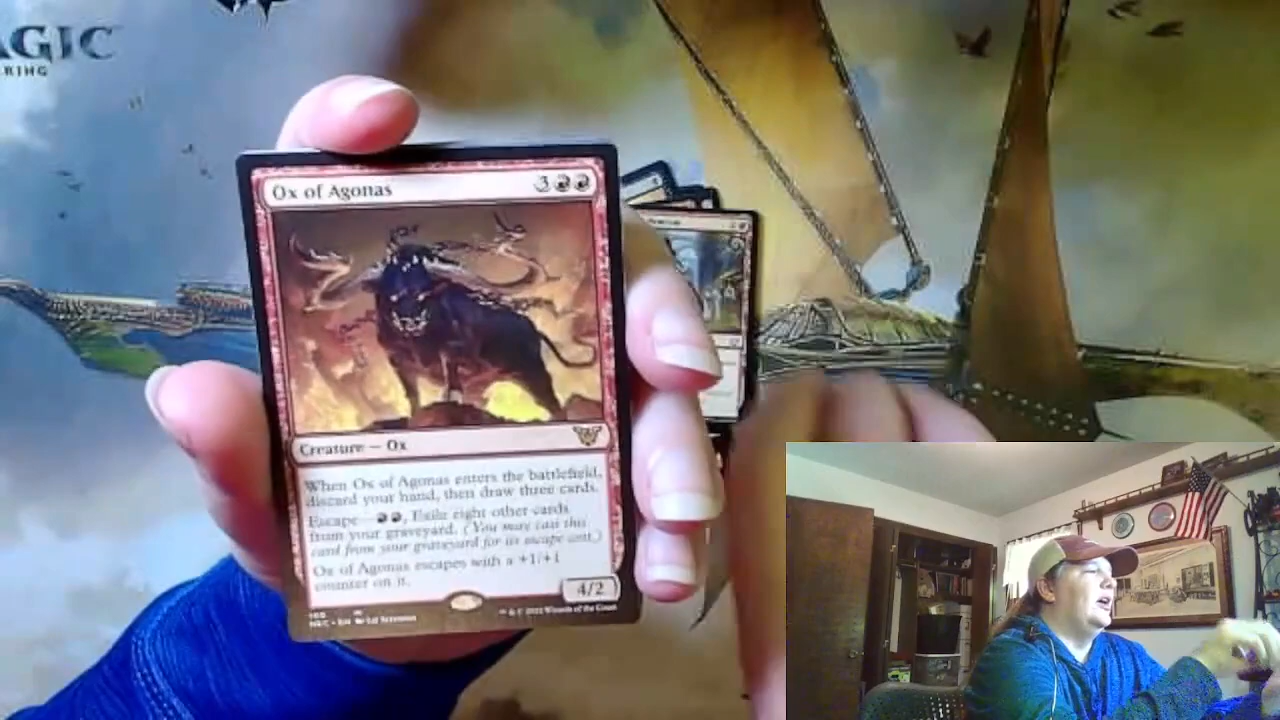 AGIC
RING
Ox of Agonas
3
Creature — Ox
When Ox of Agonas enters the battlefield,
discard your hand, then draw three cards.
Escape—, Exile eight other cards
from your graveyard. (You may cast this
card from your graveyard for its escape cost.)
Ox of Agonas escapes with a +1/+1
counter on it.
4/2